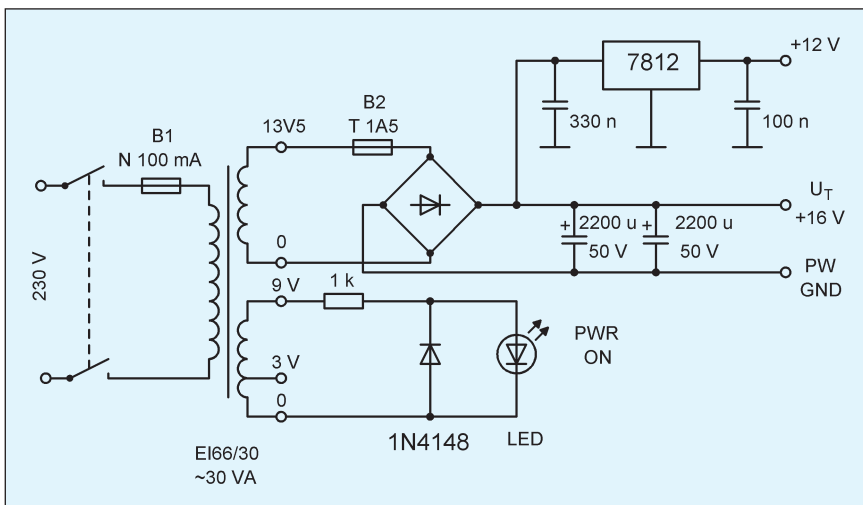 7812
+12 V
330 n
100 n
B2
T 1A5
13V5
B1
N 100 mA
230 V
0
U_T
+16 V
+ 2200 u
50 V
+ 2200 u
50 V
PW
GND
9 V
1 k
3 V
0
PWR
ON
1N4148
LED
EI66/30
~30 VA